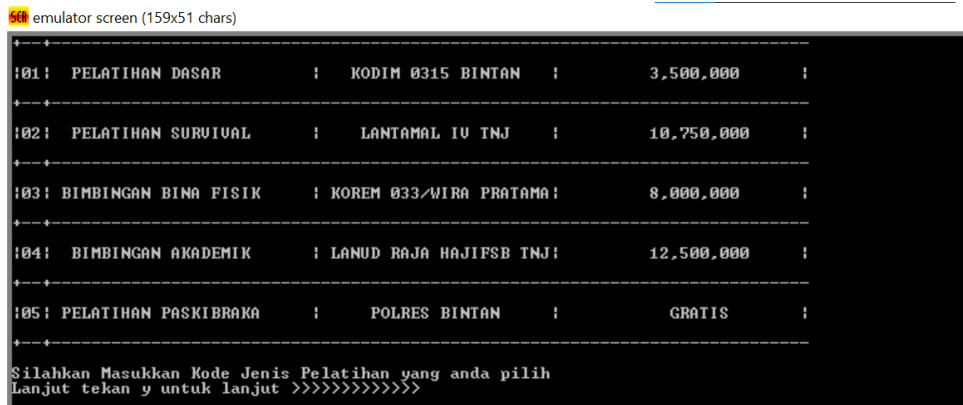 SCR emulator screen (159x51 chars)
+--+----------------------------------------------------------------------------
|01|  PELATIHAN DASAR         |   KODIM 0315 BINTAN   |         3,500,000      |
+--+----------------------------------------------------------------------------
|02|  PELATIHAN SURVIVAL      |    LANTAMAL IV TNJ    |         10,750,000     |
+--+----------------------------------------------------------------------------
|03| BIMBINGAN BINA FISIK     | KOREM 033/WIRA PRATAMA|         8,000,000      |
+--+----------------------------------------------------------------------------
|04|  BIMBINGAN AKADEMIK      | LANUD RAJA HAJIFSB TNJ|         12,500,000     |
+--+----------------------------------------------------------------------------
|05| PELATIHAN PASKIBRAKA     |     POLRES BINTAN     |           GRATIS       |
+--+----------------------------------------------------------------------------
Silahkan Masukkan Kode Jenis Pelatihan yang anda pilih
Lanjut tekan y untuk lanjut >>>>>>>>>>>>>